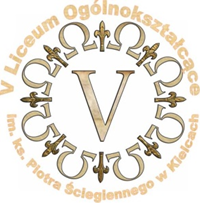 V Liceum Ogólnokształcące
V
im. ks. Piotra Ściegiennego w Kielcach